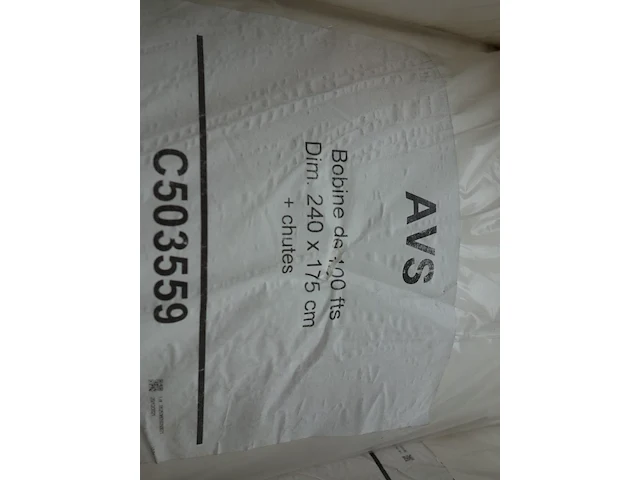 AVS
Bobine de 100 fts
Dim. 240 x 175 cm
+ chutes
C503559